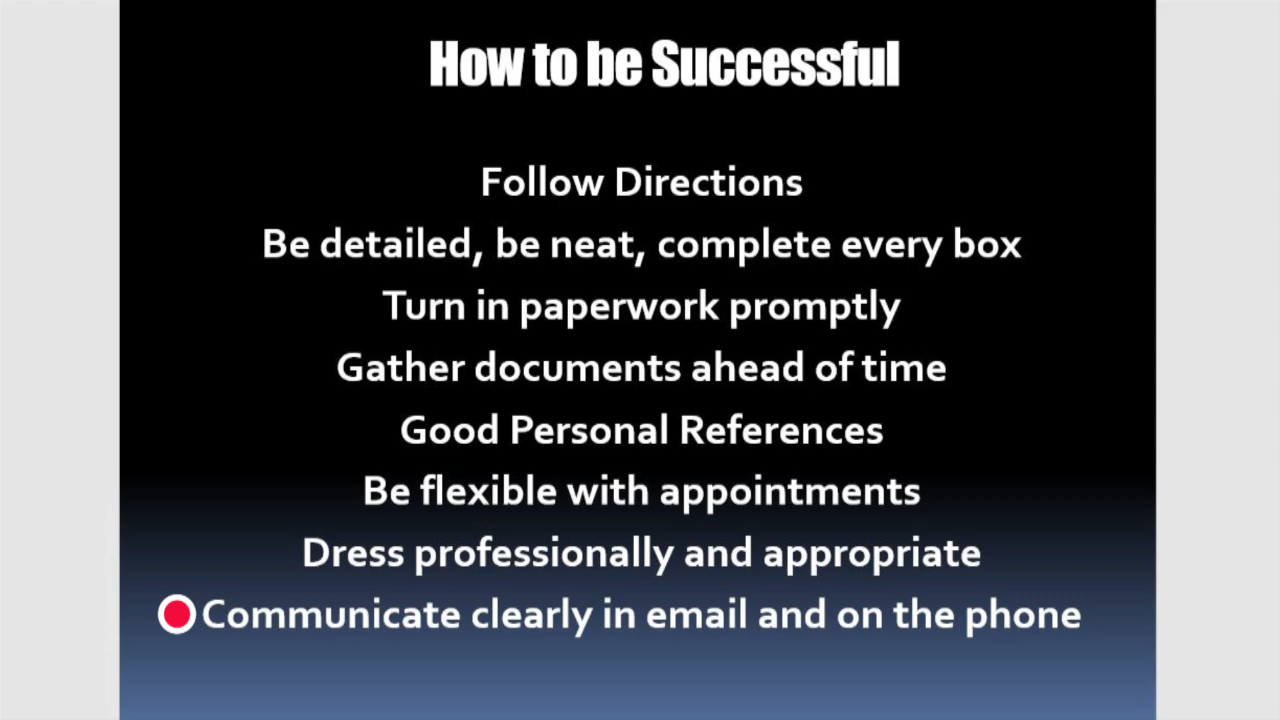 How to be Successful
Follow Directions
Be detailed, be neat, complete every box
Turn in paperwork promptly
Gather documents ahead of time
Good Personal References
Be flexible with appointments
Dress professionally and appropriate
Communicate clearly in email and on the phone